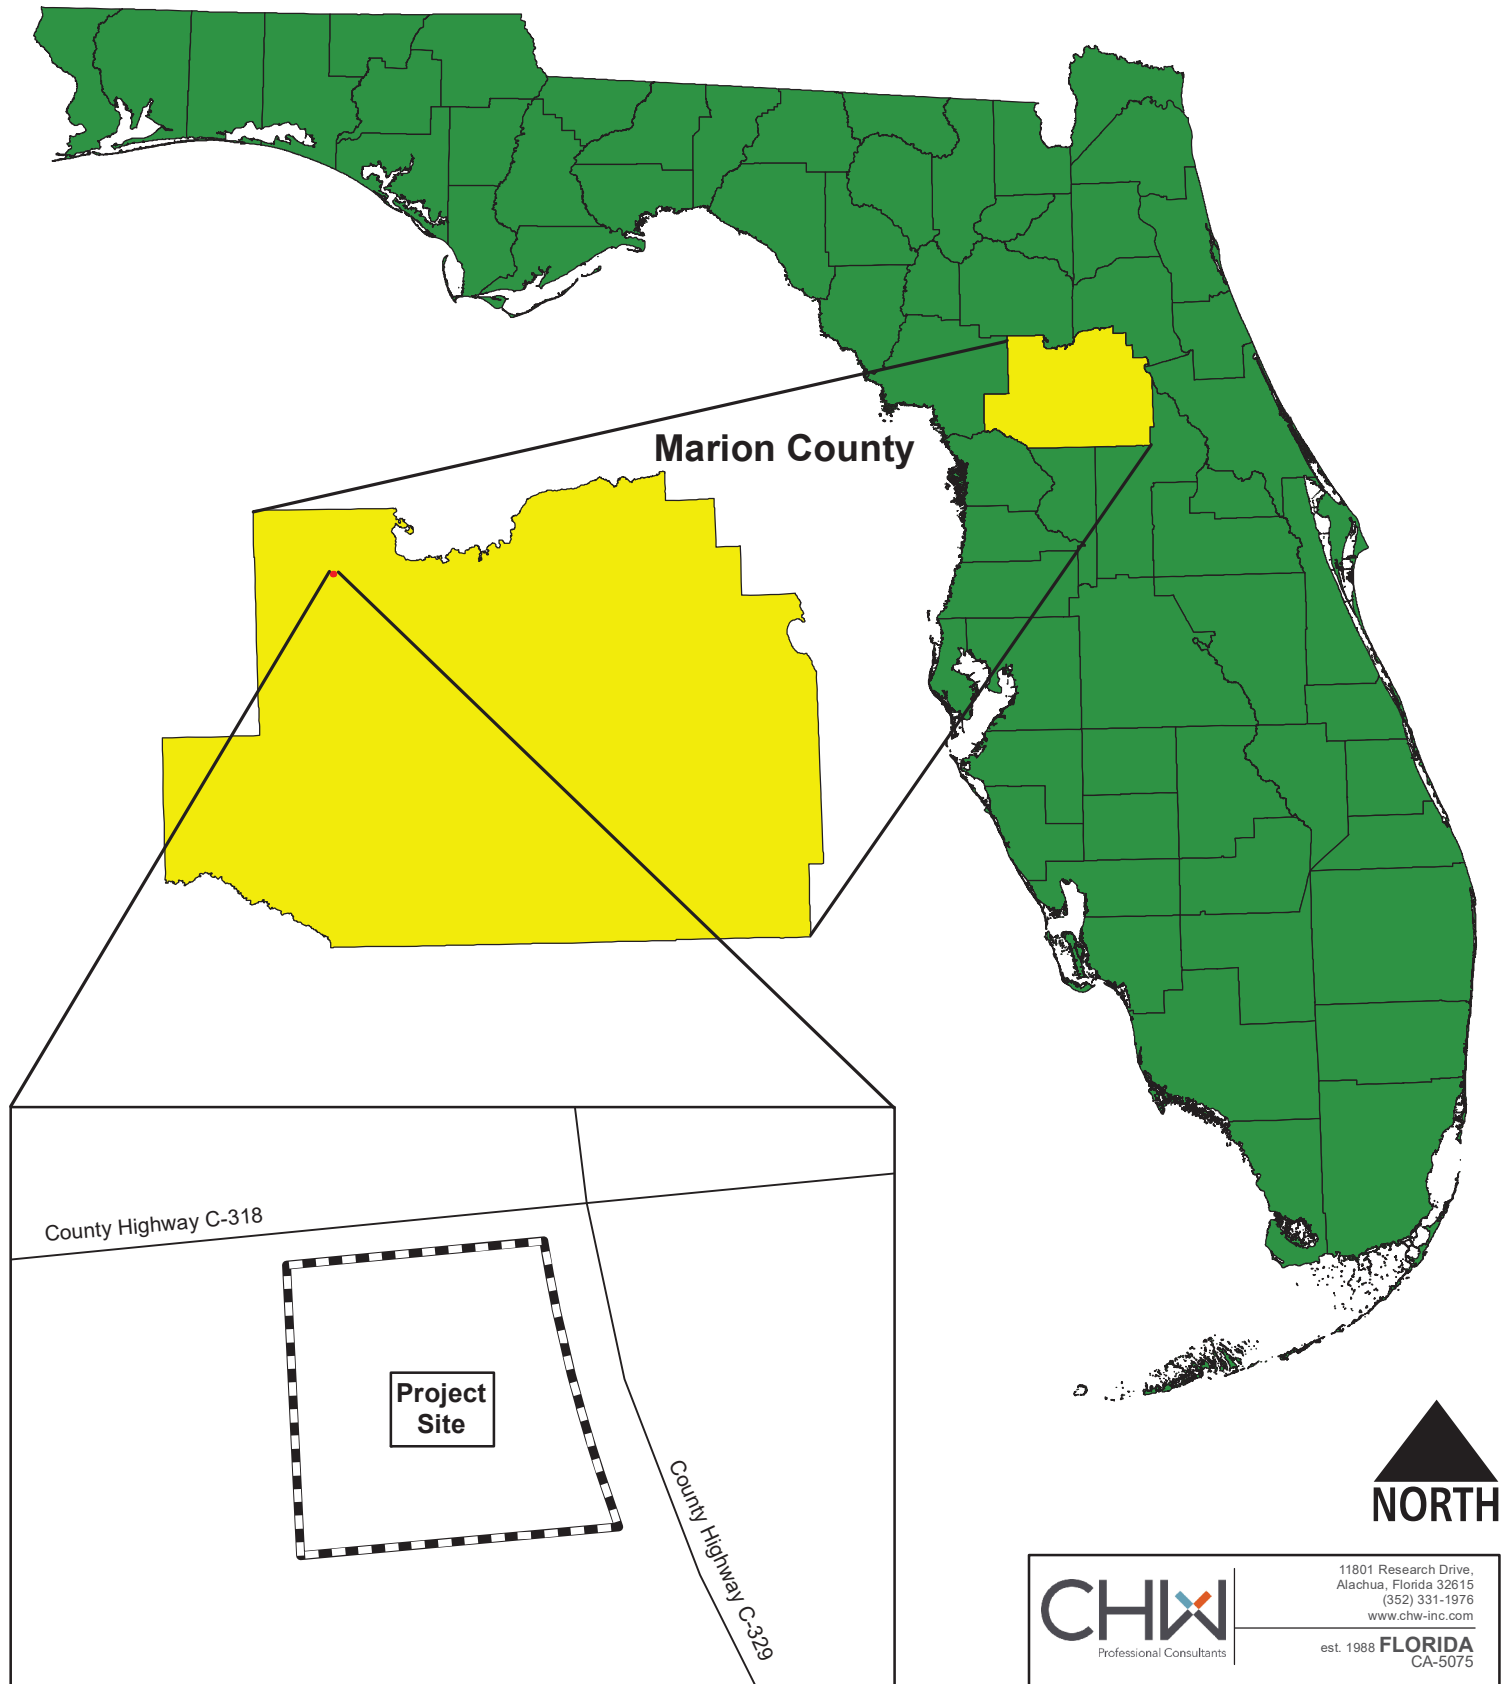 Marion County
County Highway C-318
Project
Site
County Highway C-329
NORTH
CHW
Professional Consultants
11801 Research Drive,
Alachua, Florida 32615
(352) 331-1976
www.chw-inc.com
est. 1988 FLORIDA
CA-5075